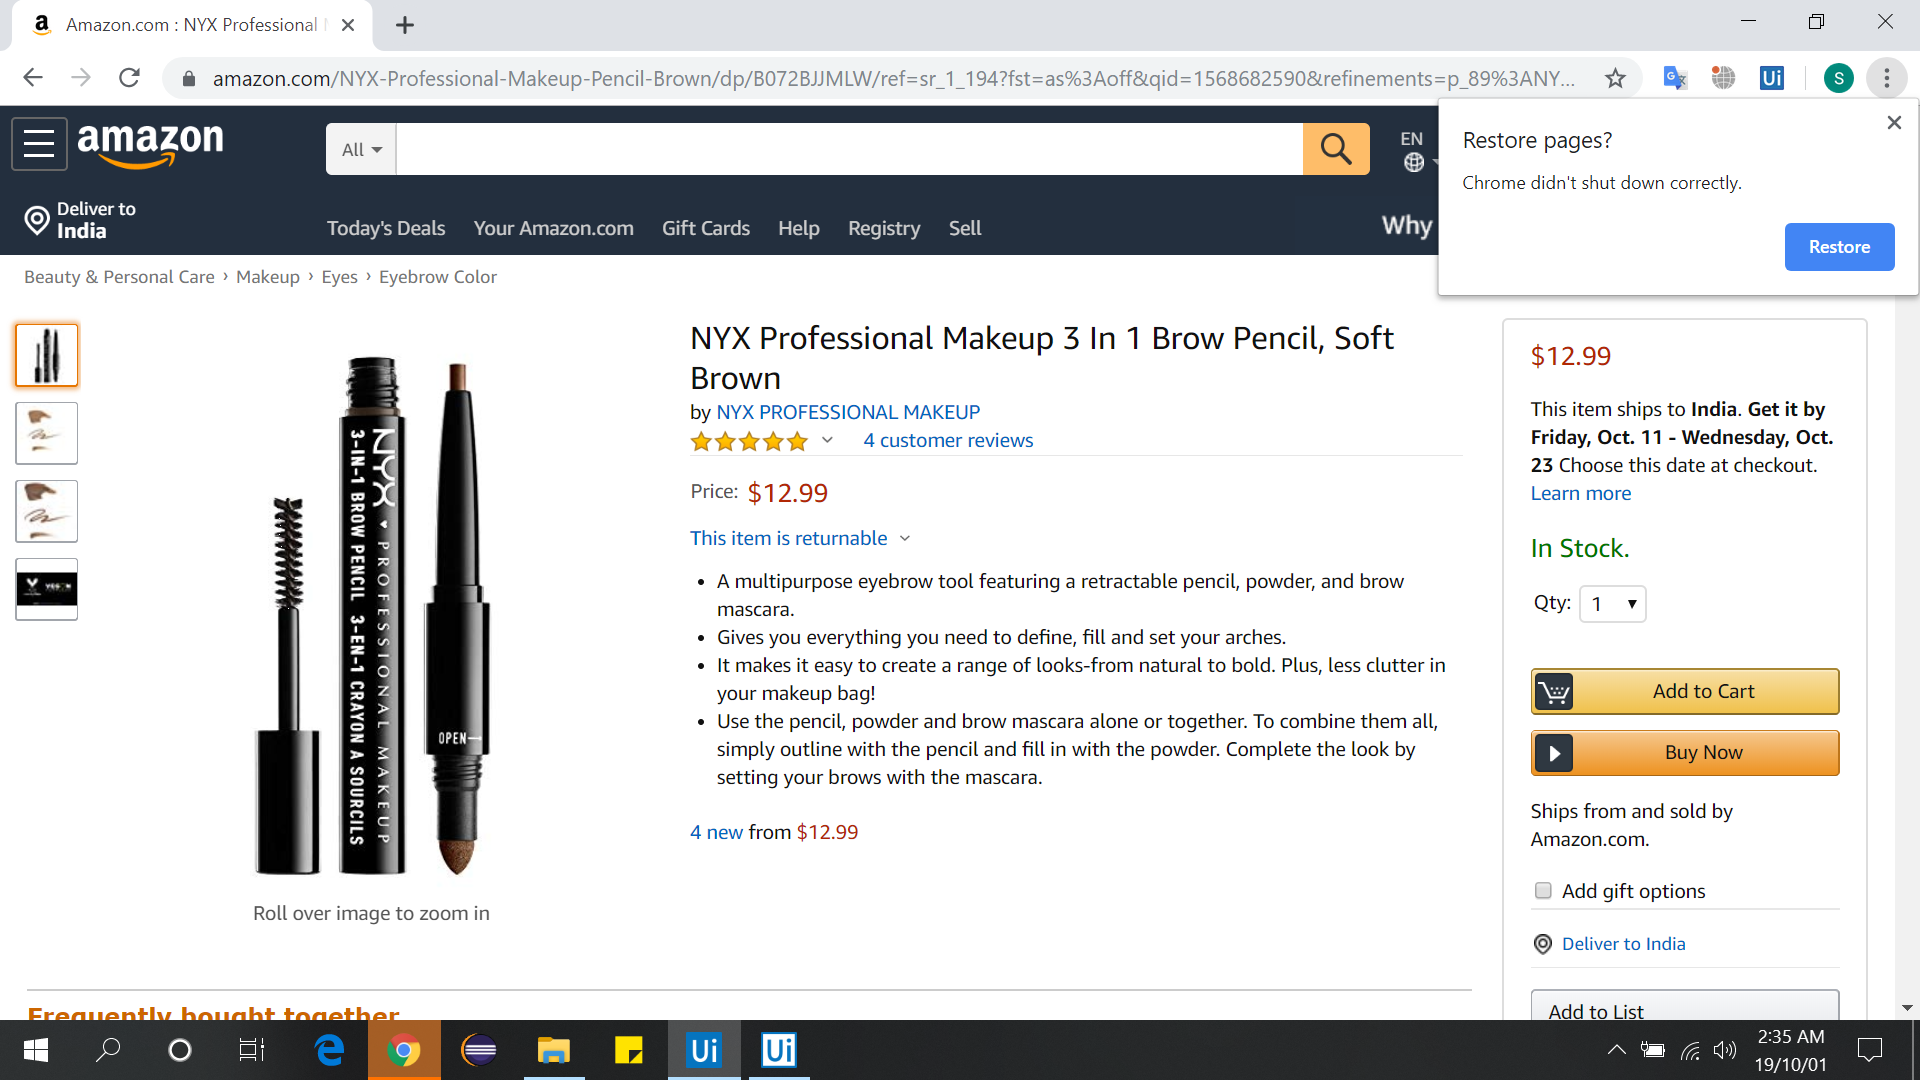 Amazon.com : NYX Professional
amazon.com/NYX-Professional-Makeup-Pencil-Brown/dp/B072BJJMLW/ref=sr_1_194?fst=as%3Aoff&qid=1568682590&refinements=p_89%3ANY...
Ui
S
Restore pages?
Chrome didn't shut down correctly.
Restore
amazon
All
EN
Deliver to
India
Today's Deals
Your Amazon.com
Gift Cards
Help
Registry
Sell
Why
Beauty & Personal Care › Makeup › Eyes › Eyebrow Color
NYX PROFESSIONAL MAKEUP
3-IN-1 BROW PENCIL 3-EN-1 CRAYON A SOURCILS
OPEN
Roll over image to zoom in
NYX Professional Makeup 3 In 1 Brow Pencil, Soft
Brown
by NYX PROFESSIONAL MAKEUP
4 customer reviews
Price: $12.99
This item is returnable
• A multipurpose eyebrow tool featuring a retractable pencil, powder, and brow
mascara.
• Gives you everything you need to define, fill and set your arches.
• It makes it easy to create a range of looks-from natural to bold. Plus, less clutter in
your makeup bag!
• Use the pencil, powder and brow mascara alone or together. To combine them all,
simply outline with the pencil and fill in with the powder. Complete the look by
setting your brows with the mascara.
4 new from $12.99
$12.99
This item ships to India. Get it by
Friday, Oct. 11 - Wednesday, Oct.
23 Choose this date at checkout.
Learn more
In Stock.
Qty: 1
Add to Cart
Buy Now
Ships from and sold by
Amazon.com.
Add gift options
Deliver to India
Add to List
Frequently bought together
Ui
Ui
2:35 AM
19/10/01